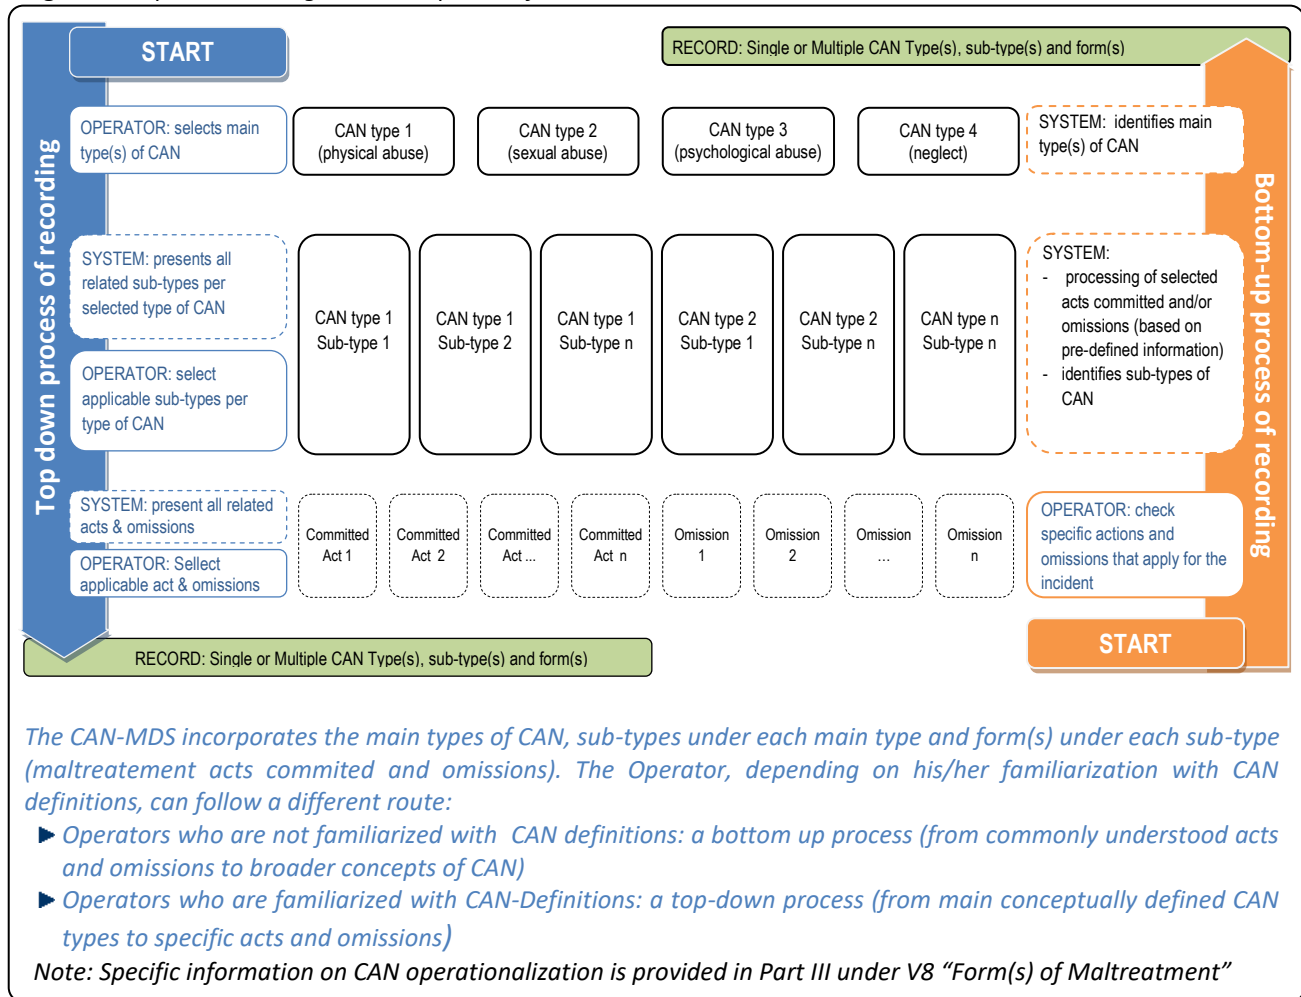 START
RECORD: Single or Multiple CAN Type(s), sub-type(s) and form(s)
Top down process of recording
Bottom-up process of recording
OPERATOR: selects main
type(s) of CAN
CAN type 1
(physical abuse)
CAN type 2
(sexual abuse)
CAN type 3
(psychological abuse)
CAN type 4
(neglect)
SYSTEM: identifies main
type(s) of CAN
SYSTEM: presents all
related sub-types per
selected type of CAN
OPERATOR: select
applicable sub-types per
type of CAN
CAN type 1
Sub-type 1
CAN type 1
Sub-type 2
CAN type 1
Sub-type n
CAN type 2
Sub-type 1
CAN type 2
Sub-type n
CAN type n
Sub-type n
SYSTEM:
- processing of selected
acts committed and/or
omissions (based on
pre-defined information)
- identifies sub-types of
CAN
SYSTEM: present all related
acts & omissions
OPERATOR: Sellect
applicable act & omissions
Committed
Act 1
Committed
Act 2
Committed
Act ...
Committed
Act n
Omission
1
Omission
2
Omission
...
Omission
n
OPERATOR: check
specific actions and
omissions that apply for the
incident
START
RECORD: Single or Multiple CAN Type(s), sub-type(s) and form(s)
The CAN-MDS incorporates the main types of CAN, sub-types under each main type and form(s) under each sub-type
(maltreatement acts commited and omissions). The Operator, depending on his/her familiarization with CAN
definitions, can follow a different route:
Operators who are not familiarized with CAN definitions: a bottom up process (from commonly understood acts
and omissions to broader concepts of CAN)
Operators who are familiarized with CAN-Definitions: a top-down process (from main conceptually defined CAN
types to specific acts and omissions)
Note: Specific information on CAN operationalization is provided in Part III under V8 “Form(s) of Maltreatment”